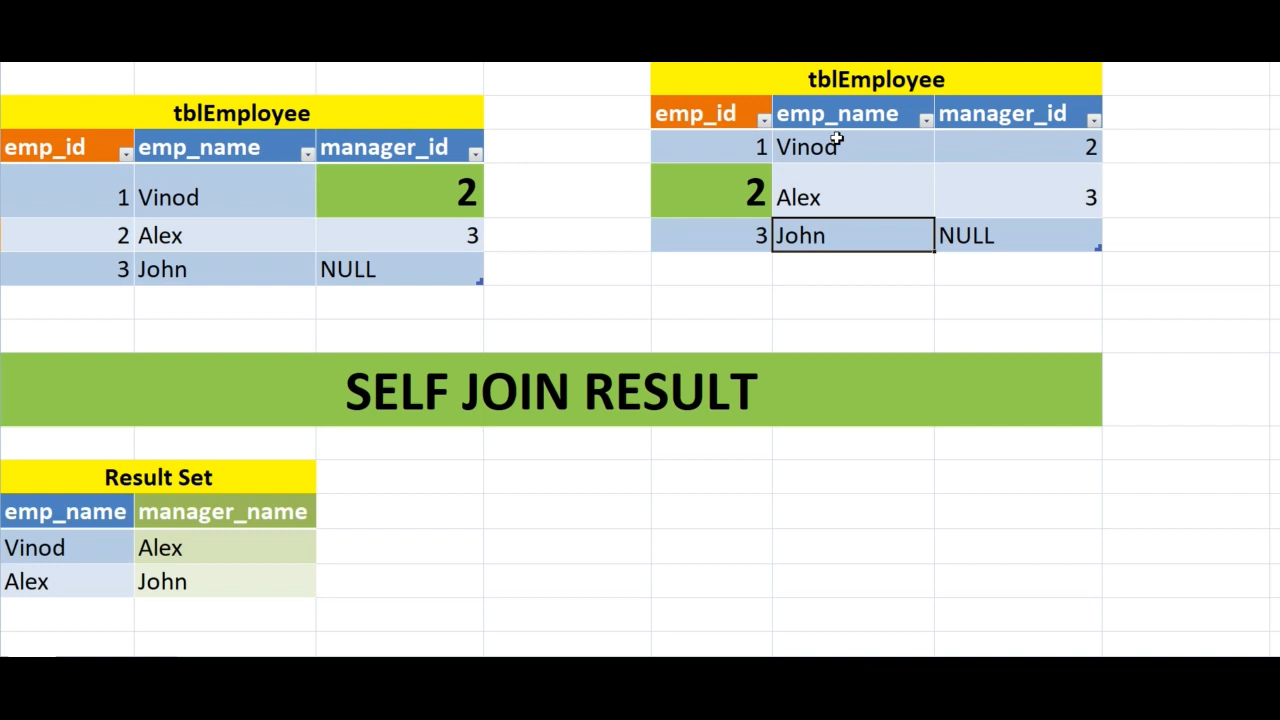 tblEmployee
emp_id emp_name manager_id
1 Vinod 2
2 Alex 3
3 John NULL
tblEmployee
emp_id emp_name manager_id
1 Vinod 2
2 Alex 3
3 John NULL
SELF JOIN RESULT
Result Set
emp_name manager_name
Vinod Alex
Alex John